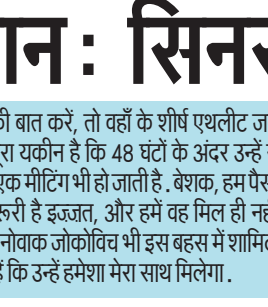 ान: सिनर
की बात करें, तो वहाँ के शीर्ष एथलीट ज
रा यकीन है कि 48 घंटों के अंदर उन्हें
एक मीटिंग भी हो जाती है. बेशक, हम पैस
रूरी है इज्जत, और हमें वह मिल ही नह
नोवाक जोकोविच भी इस बहस में शामि
हैं कि उन्हें हमेशा मेरा साथ मिलेगा.